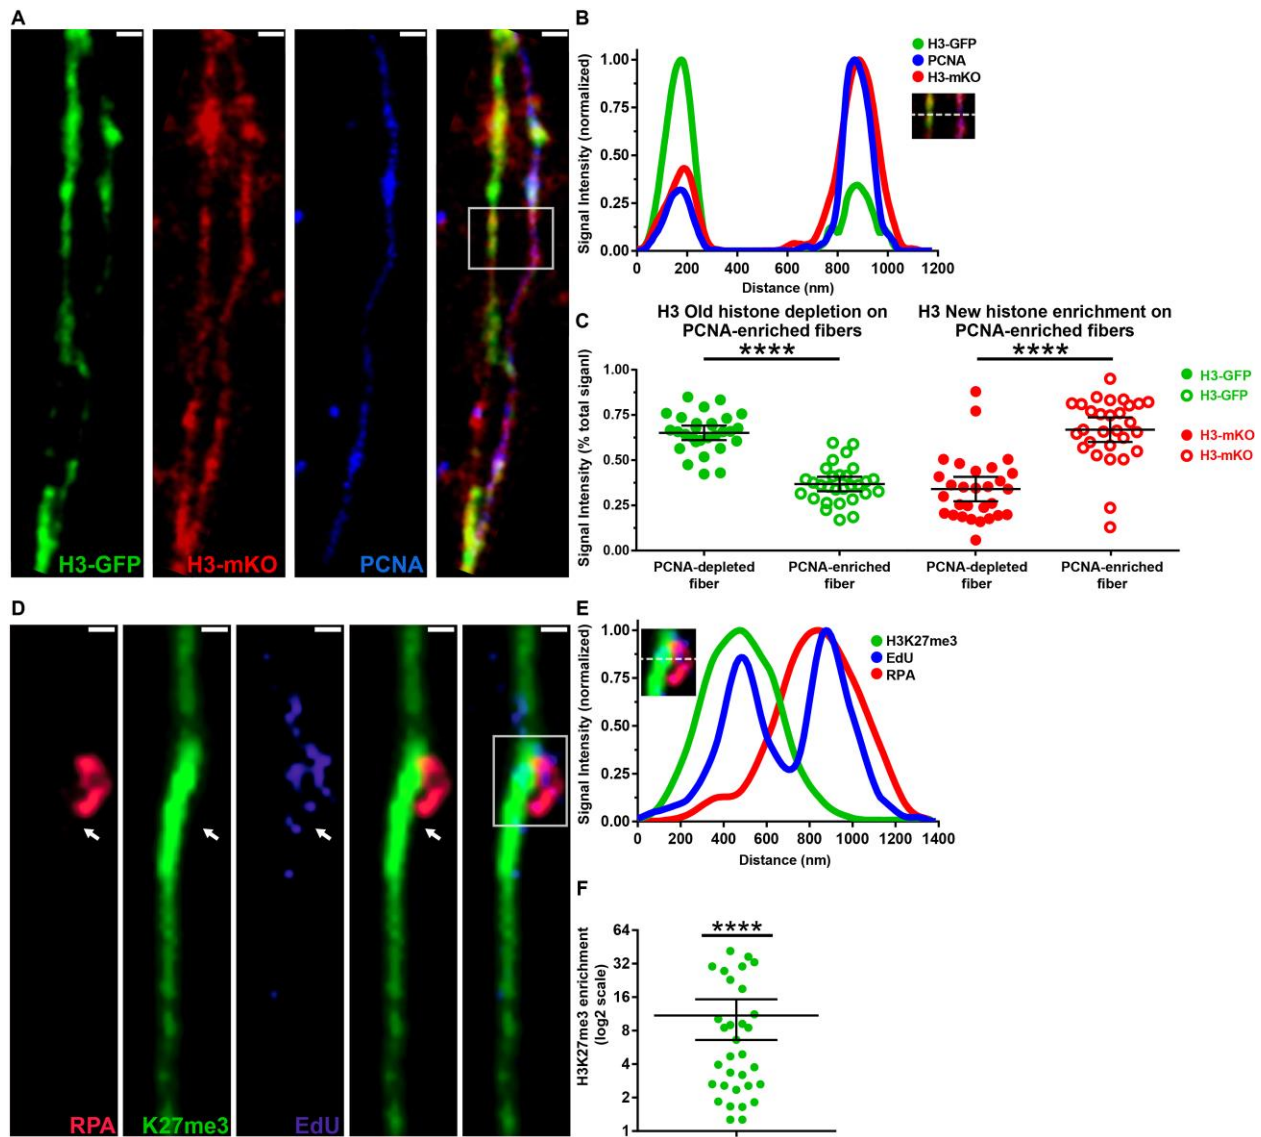 A
H3-GFP
H3-mKO
PCNA
B
Signal Intensity (normalized)
1.00
0.75
0.50
0.25
0.00
0 200 400 600 800 1000 1200
Distance (nm)
H3-GFP
PCNA
H3-mKO
C
H3 Old histone depletion on
PCNA-enriched fibers
H3 New histone enrichment on
PCNA-enriched fibers
****
****
Signal Intensity (% total siganl)
1.00
0.75
0.50
0.25
0.00
PCNA-depleted
fiber
PCNA-enriched
fiber
PCNA-depleted
fiber
PCNA-enriched
fiber
H3-GFP
H3-GFP
H3-mKO
H3-mKO
D
RPA
K27me3
EdU
E
Signal Intensity (normalized)
1.00
0.75
0.50
0.25
0.00
0 200 400 600 800 1000 1200 1400
Distance (nm)
H3K27me3
EdU
RPA
F
H3K27me3 enrichment
(log2 scale)
****
64
32
16
8
4
2
1